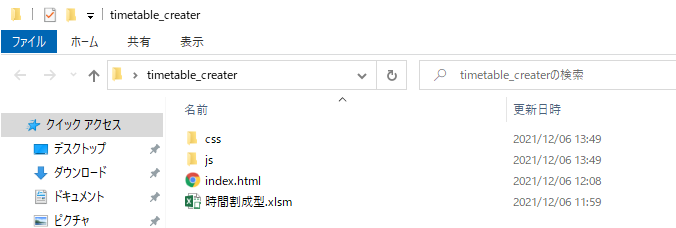 timetable_creater
ファイル ホーム 共有 表示
timetable_creater timetable_createrの検索
名前 更新日時
クイック アクセス
デスクトップ
ダウンロード
ドキュメント
ピクチャ
css 2021/12/06 13:49
js 2021/12/06 13:49
index.html 2021/12/06 12:08
時間割成型.xlsm 2021/12/06 11:59